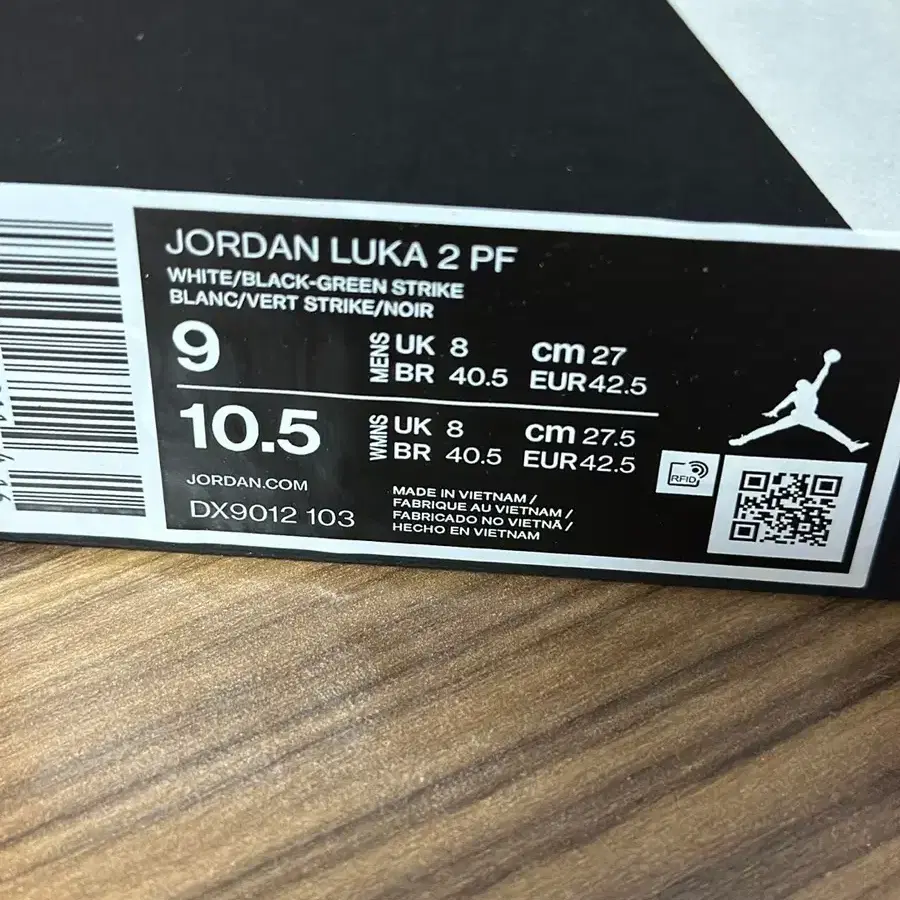 JORDAN LUKA 2 PF
WHITE/BLACK-GREEN STRIKE
BLANC/VERT STRIKE/NOIR
9 MENS UK 8 cm 27
BR 40.5 EUR 42.5
10.5 WMNS UK 8 cm 27.5
BR 40.5 EUR 42.5
JORDAN.COM
DX9012 103
MADE IN VIETNAM /
FABRIQUE AU VIETNAM /
FABRICADO NO VIETNÃ /
HECHO EN VIETNAM
RFID